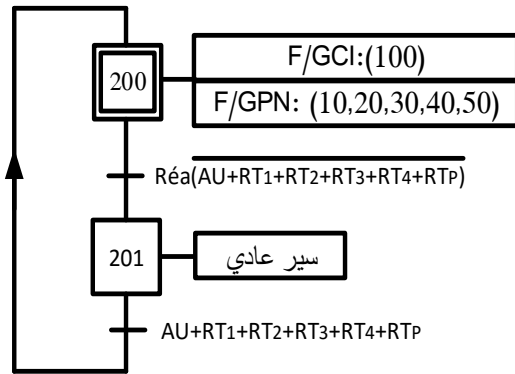 200
F/GCI:(100)
F/GPN: (10,20,30,40,50)
Réa(AU+RT1+RT2+RT3+RT4+RTP)
201
سير عادي
AU+RT1+RT2+RT3+RT4+RTP